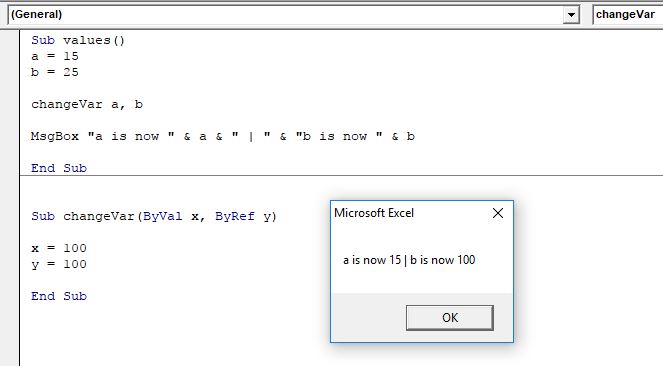 (General)
changeVar
Sub values()
a = 15
b = 25
changeVar a, b
MsgBox "a is now " & a & " | " & "b is now " & b
End Sub
Sub changeVar(ByVal x, ByRef y)
x = 100
y = 100
End Sub
Microsoft Excel
a is now 15 | b is now 100
OK